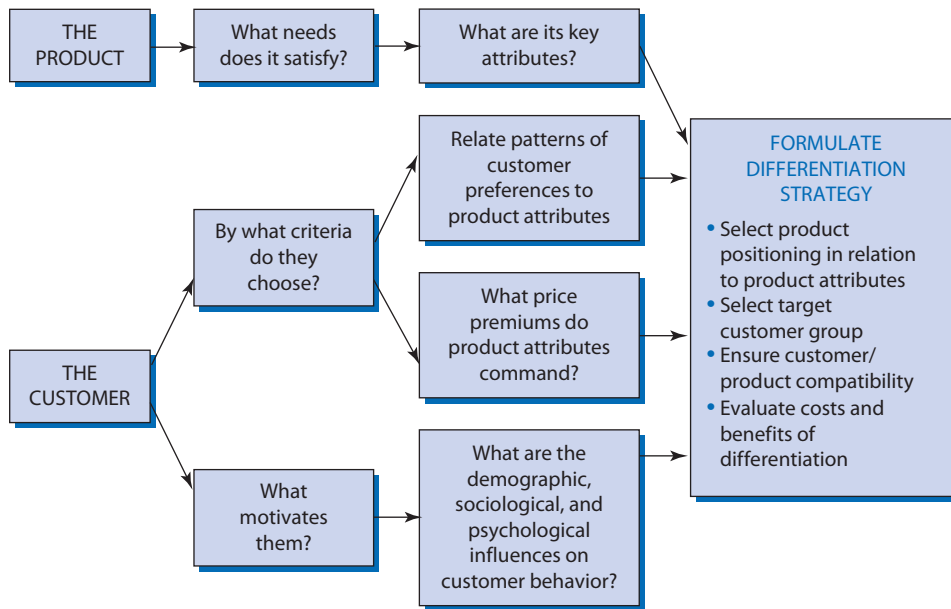 THE
PRODUCT
What needs
does it satisfy?
What are its key
attributes?
Relate patterns of
customer
preferences to
product attributes
By what criteria
do they
choose?
What price
premiums do
product attributes
command?
THE
CUSTOMER
What
motivates
them?
What are the
demographic,
sociological, and
psychological
influences on
customer behavior?
FORMULATE
DIFFERENTIATION
STRATEGY
• Select product
positioning in relation
to product attributes
• Select target
customer group
• Ensure customer/
product compatibility
• Evaluate costs and
benefits of
differentiation